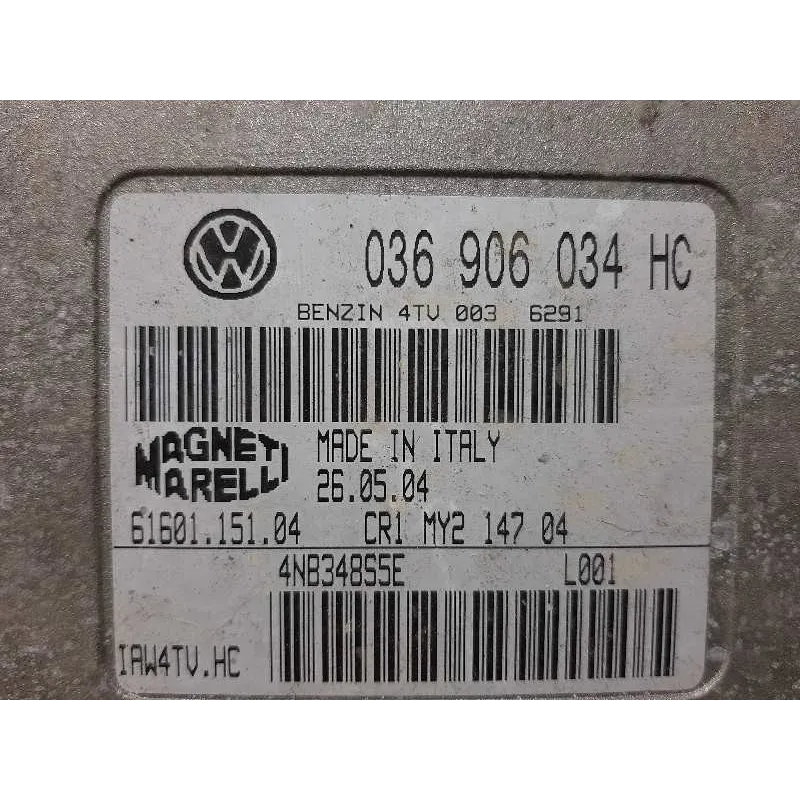 VW
036 906 034 HC
BENZIN 4TV 003 6291
MAGNETI MARELLI
MADE IN ITALY
26.05.04
61601.151.04 CR1 MY2 147 04
4NB348S5E L001
IAW4TV.HC